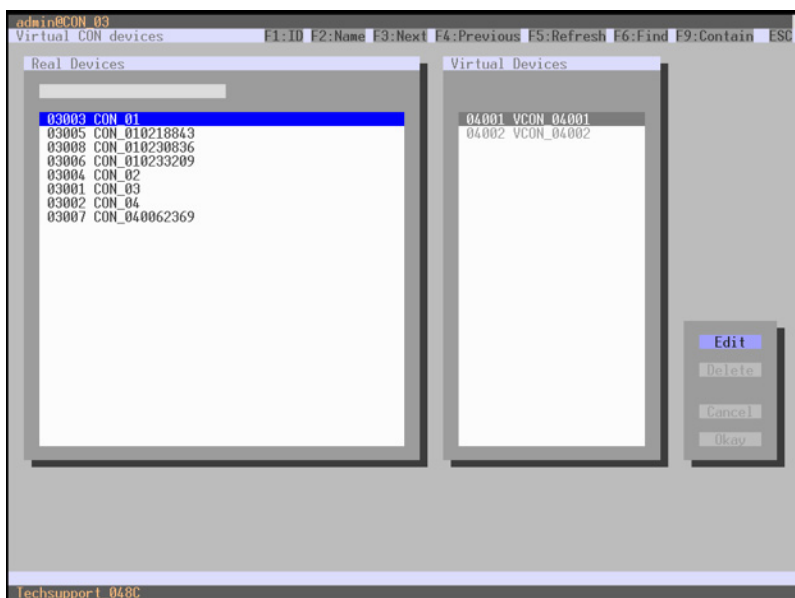 admin@CON_03
Virtual CON devices F1:ID F2:Name F3:Next F4:Previous F5:Refresh F6:Find F9:Contain ESC
Real Devices
03003 CON_01
03005 CON_010218843
03008 CON_010230836
03006 CON_010233209
03004 CON_02
03001 CON_03
03002 CON_04
03007 CON_040062369
Virtual Devices
04001 VCON_04001
04002 VCON_04002
Edit
Delete
Cancel
Okay
Techsupport 048C